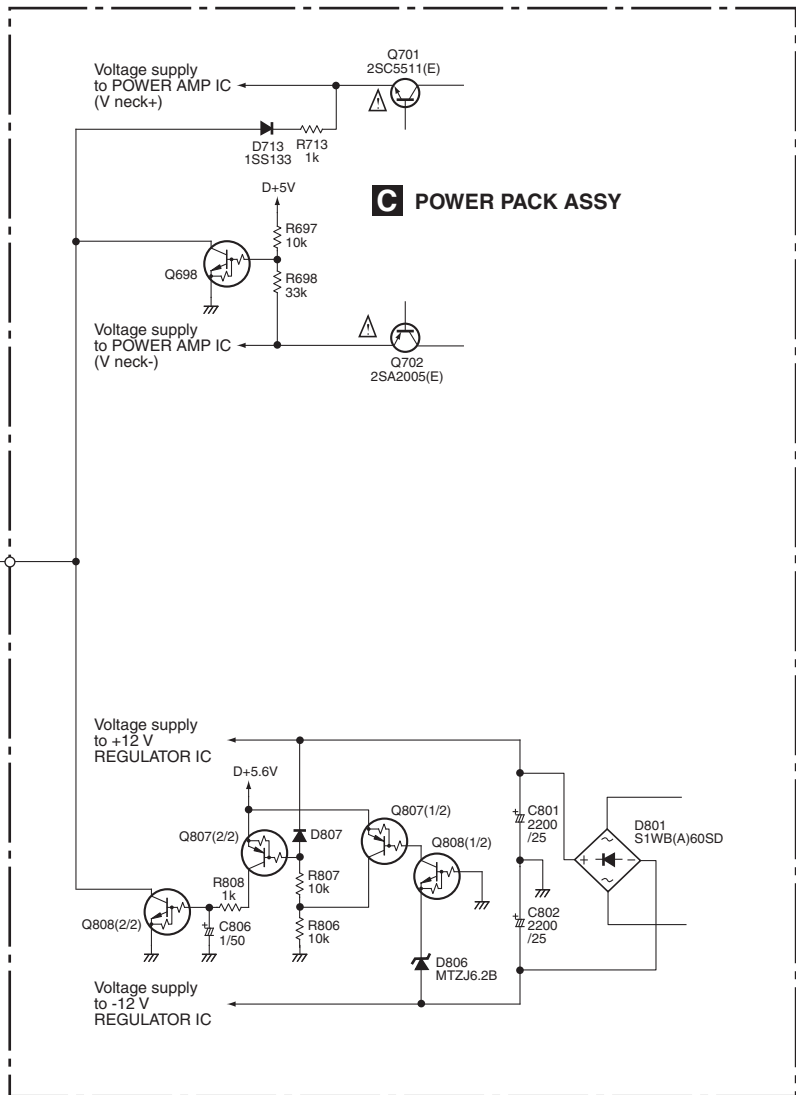 Q701
2SC5511(E)
Voltage supply
to POWER AMP IC
(V neck+)
D713
1SS133
R713
1k
C POWER PACK ASSY
D+5V
R697
10k
Q698
R698
33k
Voltage supply
to POWER AMP IC
(V neck-)
Q702
2SA2005(E)
Voltage supply
to +12 V
REGULATOR IC
D+5.6V
Q807(2/2)
D807
Q807(1/2)
Q808(1/2)
C801
2200
/25
D801
S1WB(A)60SD
R808
1k
R807
10k
Q808(2/2)
C806
1/50
R806
10k
C802
2200
/25
D806
MTZJ6.2B
Voltage supply
to -12 V
REGULATOR IC